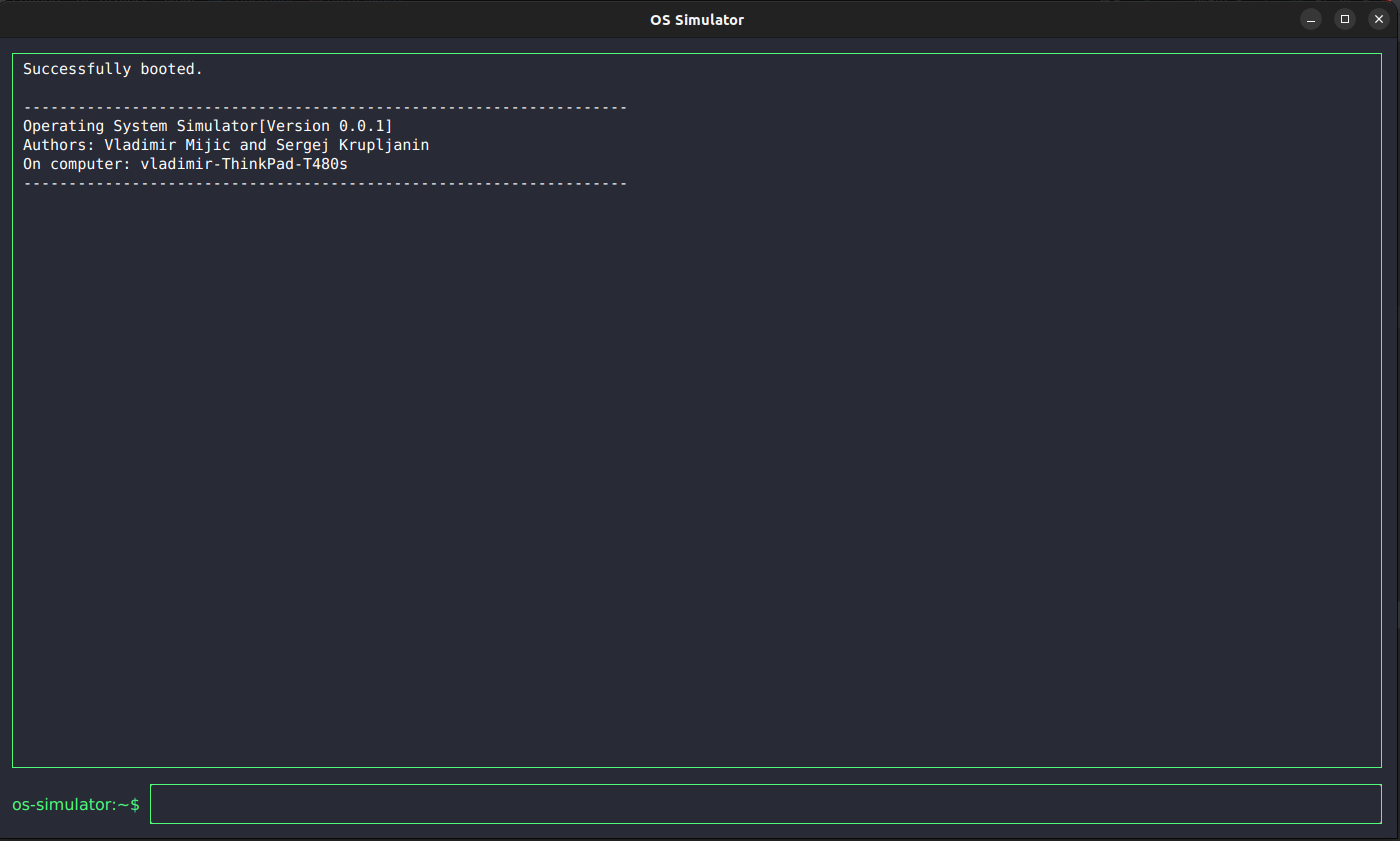 OS Simulator
Successfully booted.
-------------------------------------------------------------------
Operating System Simulator[Version 0.0.1]
Authors: Vladimir Mijic and Sergej Krupljanin
On computer: vladimir-ThinkPad-T480s
-------------------------------------------------------------------
os-simulator:~$